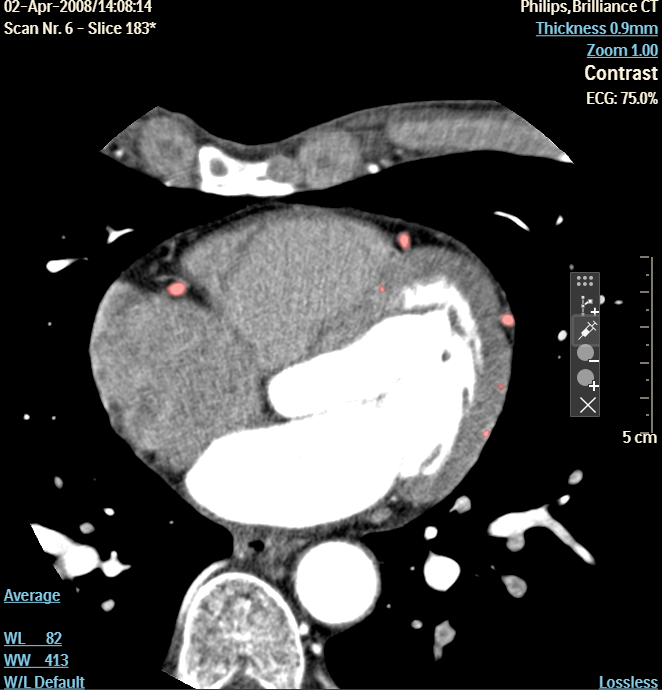 02-Apr-2008/14:08:14
Scan Nr. 6 - Slice 183*
Philips,Brilliance CT
Thickness 0.9mm
Zoom 1.00
Contrast
ECG: 75.0%
5 cm
Average
WL 82
WW 413
W/L Default
Lossless